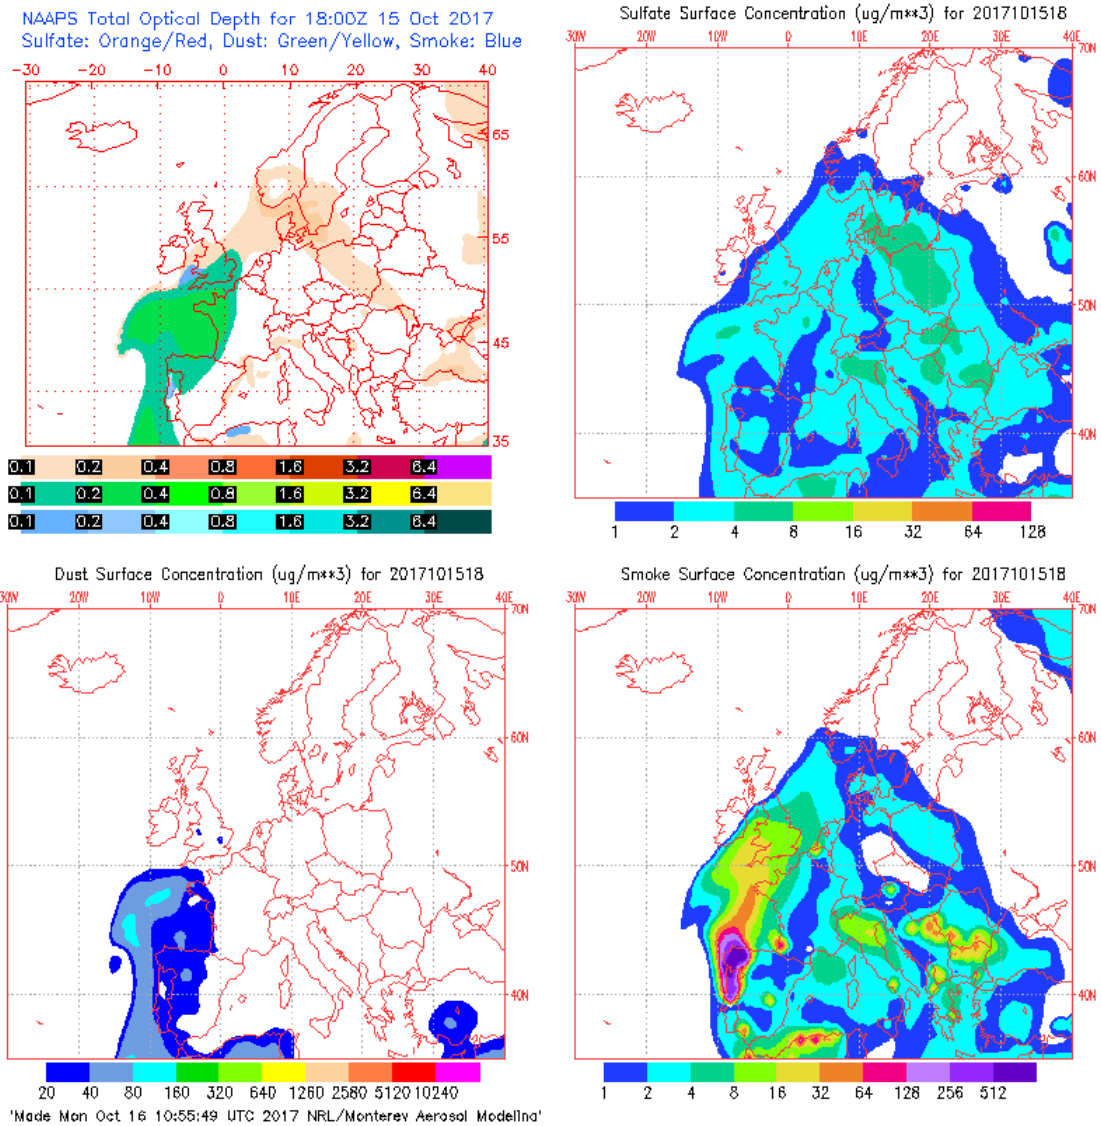 NAAPS Total Optical Depth for 18:00Z 15 Oct 2017
Sulfate: Orange/Red, Dust: Green/Yellow, Smoke: Blue
-30 -20 -10 0 10 20 30 40
65
55
45
35
0.1 0.2 0.4 0.8 1.6 3.2 6.4
0.1 0.2 0.4 0.8 1.6 3.2 6.4
0.1 0.2 0.4 0.8 1.6 3.2 6.4
Sulfate Surface Concentration (ug/m**3) for 2017101518
30W 20W 10W 0 10E 20E 30E 40E
70N
60N
50N
40N
1 2 4 8 16 32 64 128
Dust Surface Concentration (ug/m**3) for 2017101518
30W 20W 10W 0 10E 20E 30E 40E
70N
60N
50N
40N
20 40 80 160 320 640 1260 2580 5120 10240
'Made Mon Oct 16 10:55:49 UTC 2017 NRL/Monterey Aerosol Modeling'
Smoke Surface Concentration (ug/m**3) for 2017101518
30W 20W 10W 0 10E 20E 30E 40E
70N
60N
50N
40N
1 2 4 8 16 32 64 128 256 512